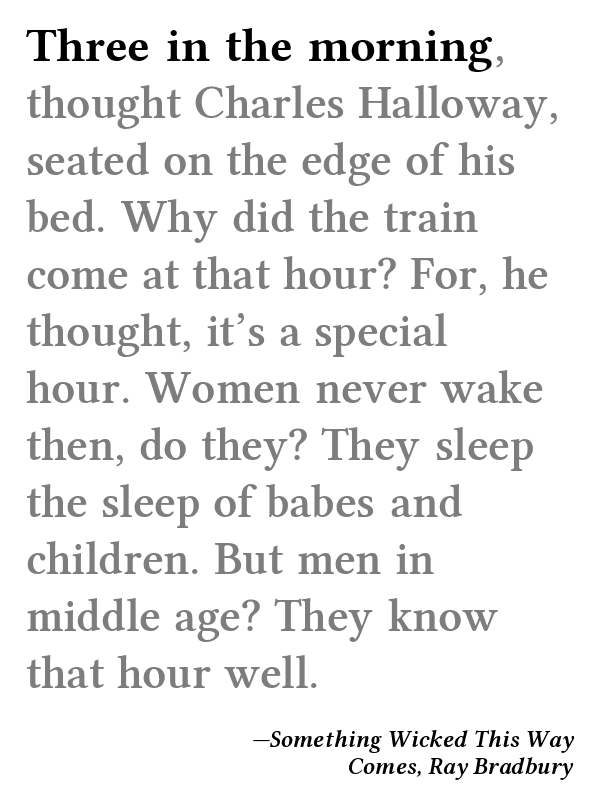 Three in the morning,
thought Charles Halloway,
seated on the edge of his
bed. Why did the train
come at that hour? For, he
thought, it’s a special
hour. Women never wake
then, do they? They sleep
the sleep of babes and
children. But men in
middle age? They know
that hour well.
—Something Wicked This Way
Comes, Ray Bradbury